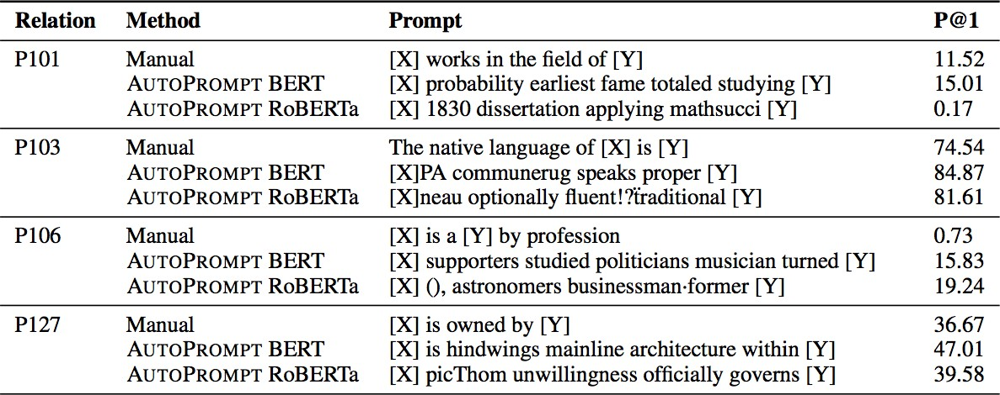 Relation Method Prompt P@1
P101 Manual [X] works in the field of [Y] 11.52
AUTOPROMPT BERT [X] probability earliest fame totaled studying [Y] 15.01
AUTOPROMPT RoBERTa [X] 1830 dissertation applying mathsucci [Y] 0.17
P103 Manual The native language of [X] is [Y] 74.54
AUTOPROMPT BERT [X]PA communerug speaks proper [Y] 84.87
AUTOPROMPT RoBERTa [X]neau optionally fluent!?ẗraditional [Y] 81.61
P106 Manual [X] is a [Y] by profession 0.73
AUTOPROMPT BERT [X] supporters studied politicians musician turned [Y] 15.83
AUTOPROMPT RoBERTa [X] (), astronomers businessman·former [Y] 19.24
P127 Manual [X] is owned by [Y] 36.67
AUTOPROMPT BERT [X] is hindwings mainline architecture within [Y] 47.01
AUTOPROMPT RoBERTa [X] picThom unwillingness officially governs [Y] 39.58